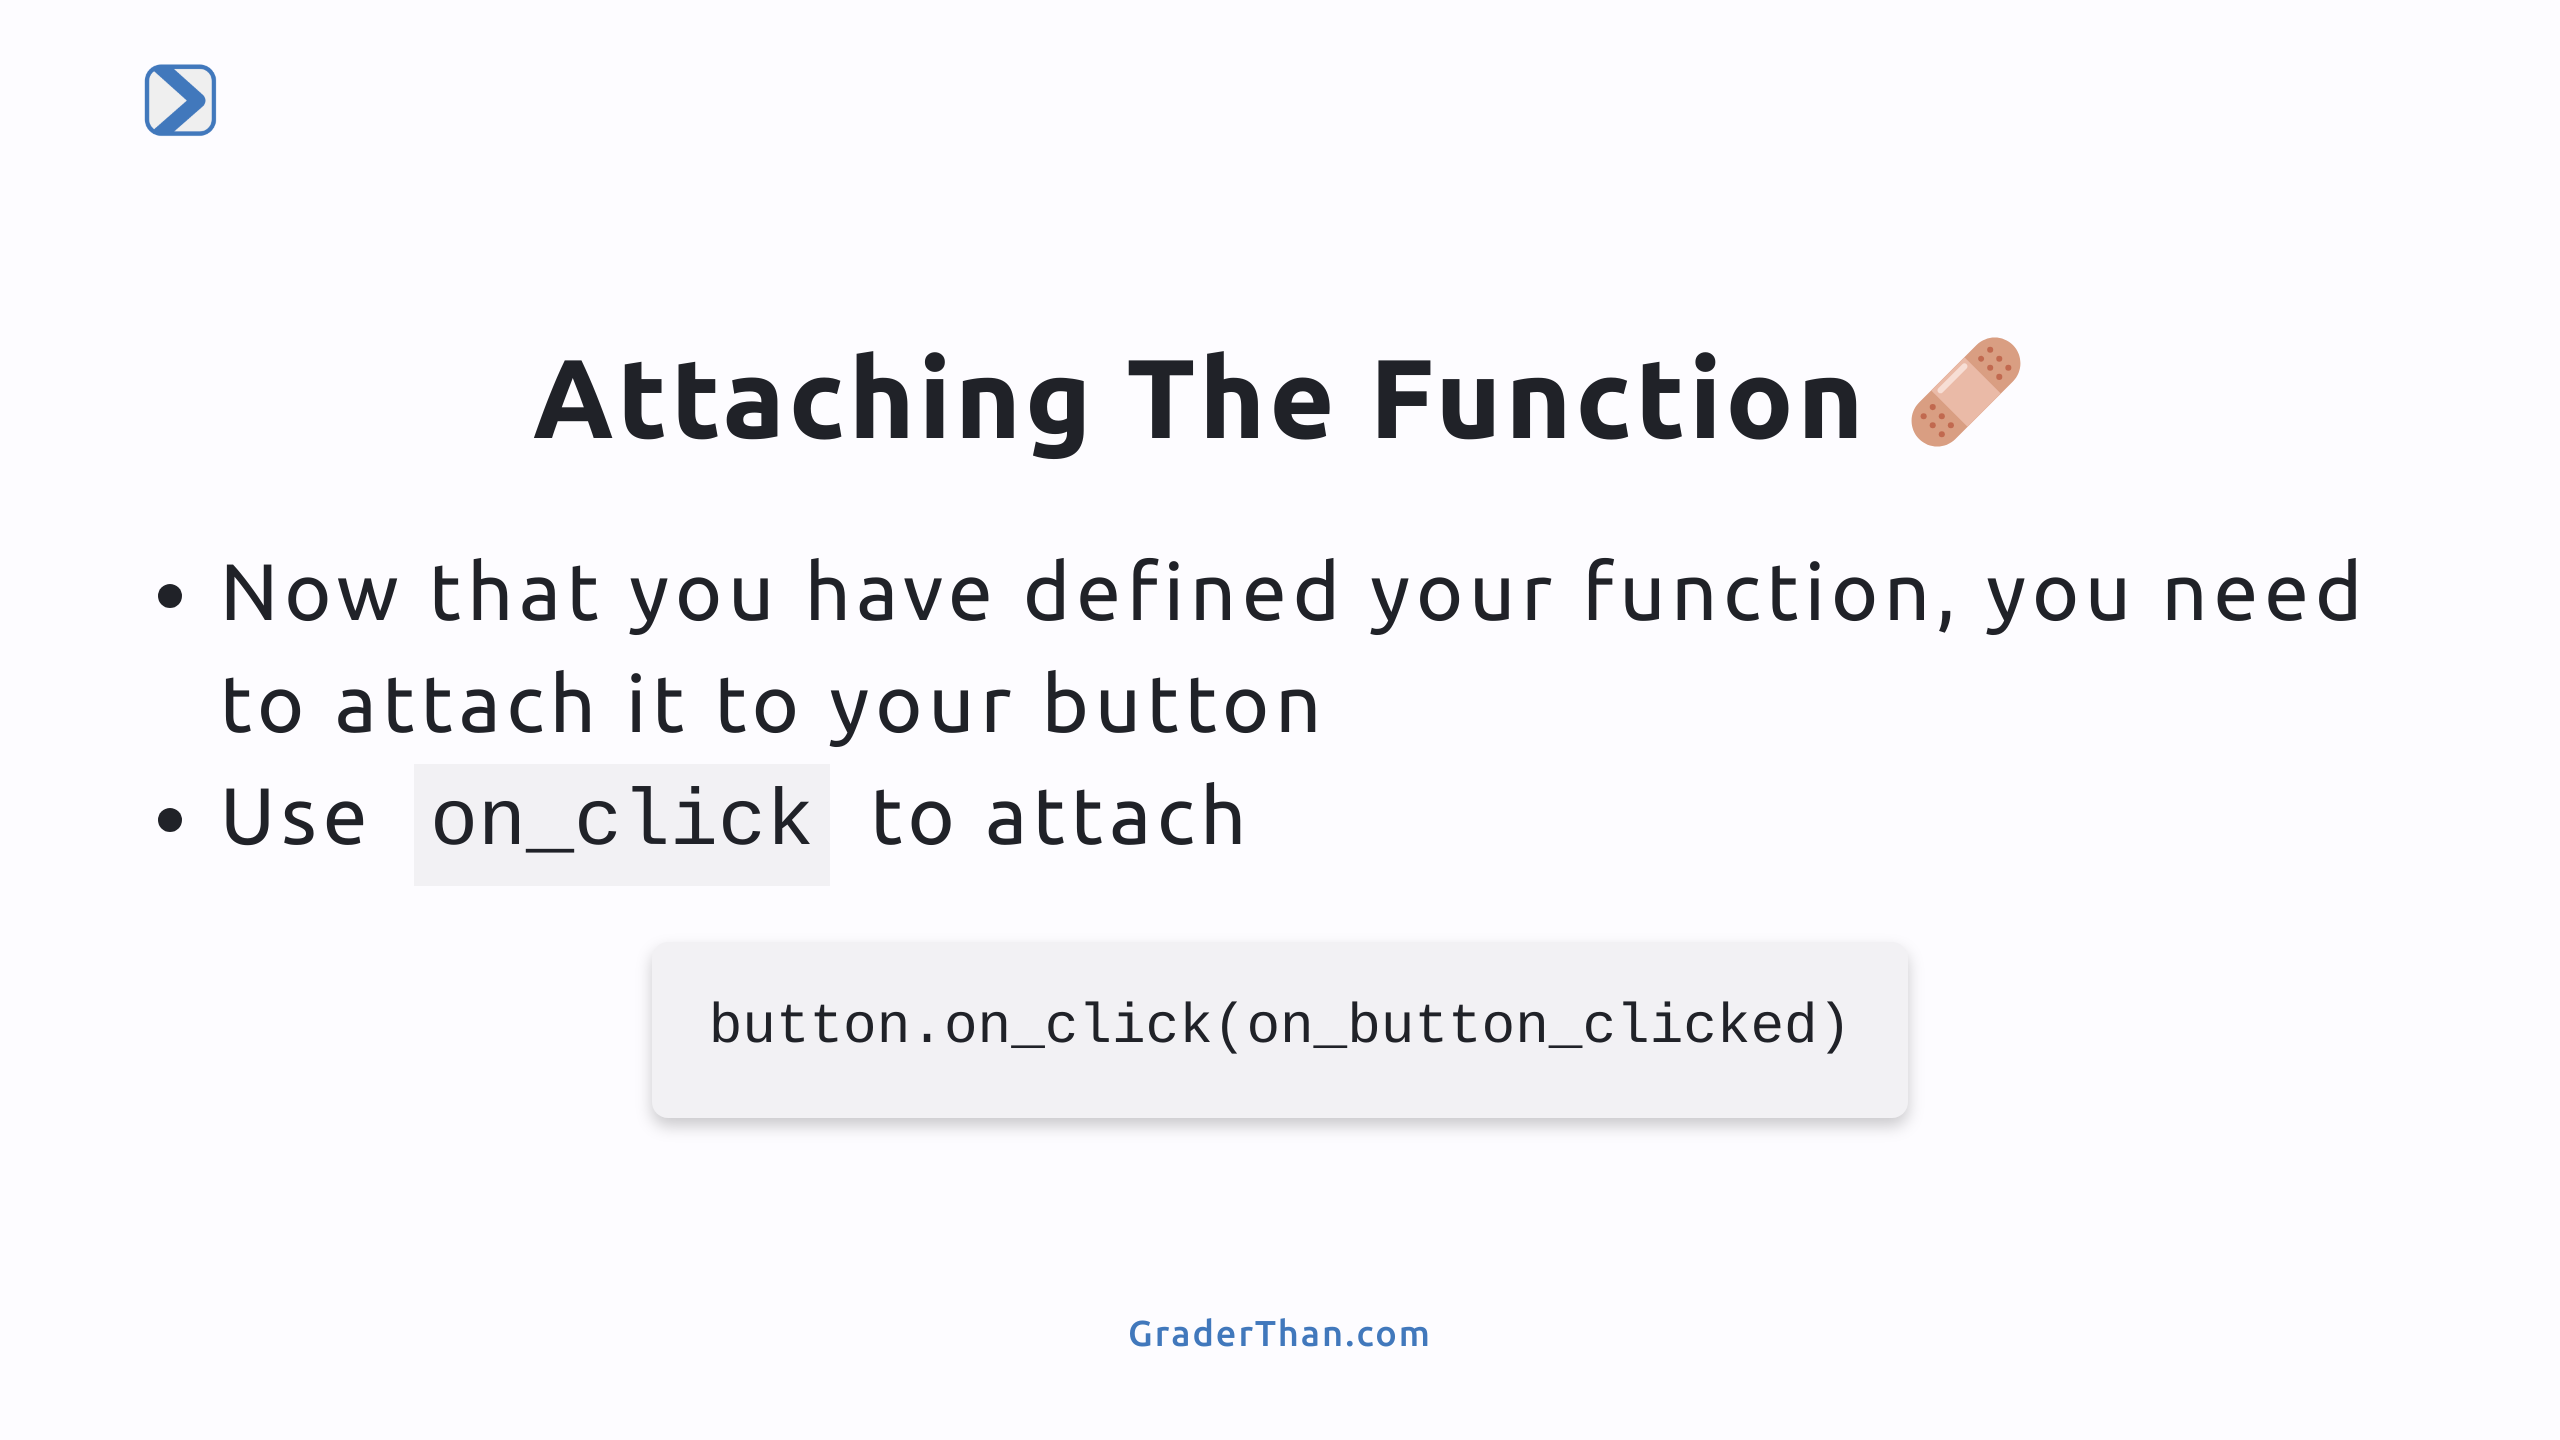 Attaching The Function 🩹
• Now that you have defined your function, you need
to attach it to your button
• Use on_click to attach
button.on_click(on_button_clicked)
GraderThan.com